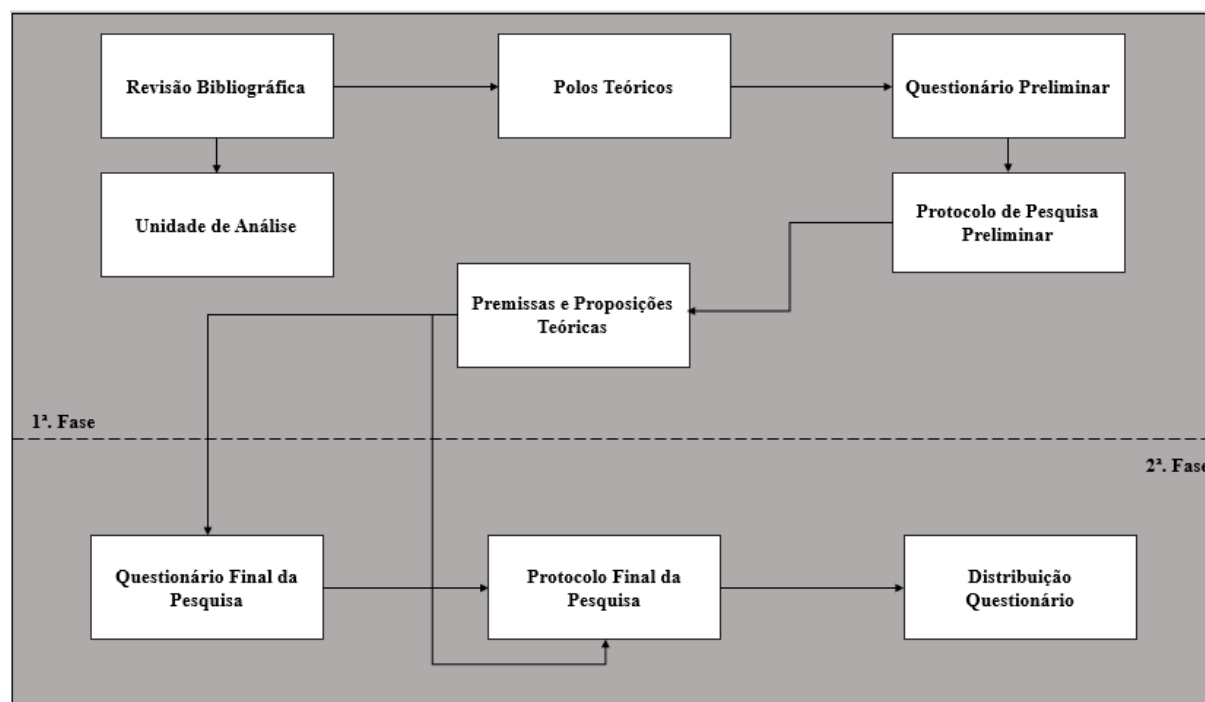 Revisão Bibliográfica
Polos Teóricos
Questionário Preliminar
Unidade de Análise
Protocolo de Pesquisa
Preliminar
Premissas e Proposições
Teóricas
1ª. Fase
2ª. Fase
Questionário Final da
Pesquisa
Protocolo Final da
Pesquisa
Distribuição
Questionário